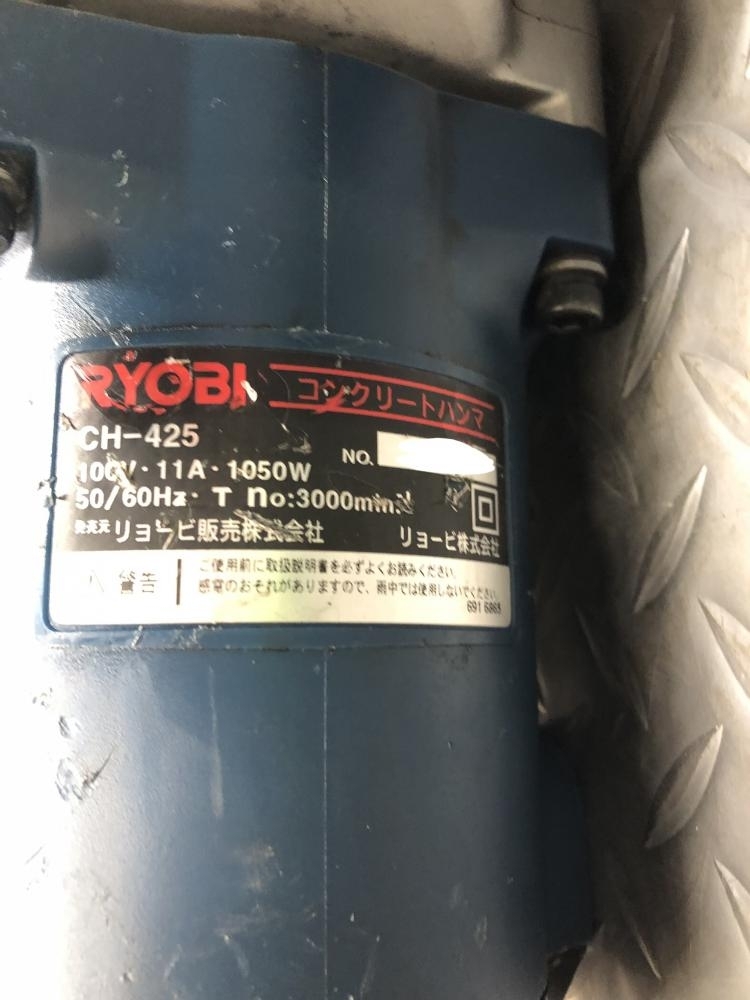 RYOBI コンクリートハンマ
CH-425
NO.
100V・11A・1050W
50/60Hz・T no:3000min
発売元 リョービ販売株式会社 リョービ株式会社
警告 ご使用前に取扱説明書を必ずよくお読みください。
感電のおそれがありますので、雨中では使用しないでください。